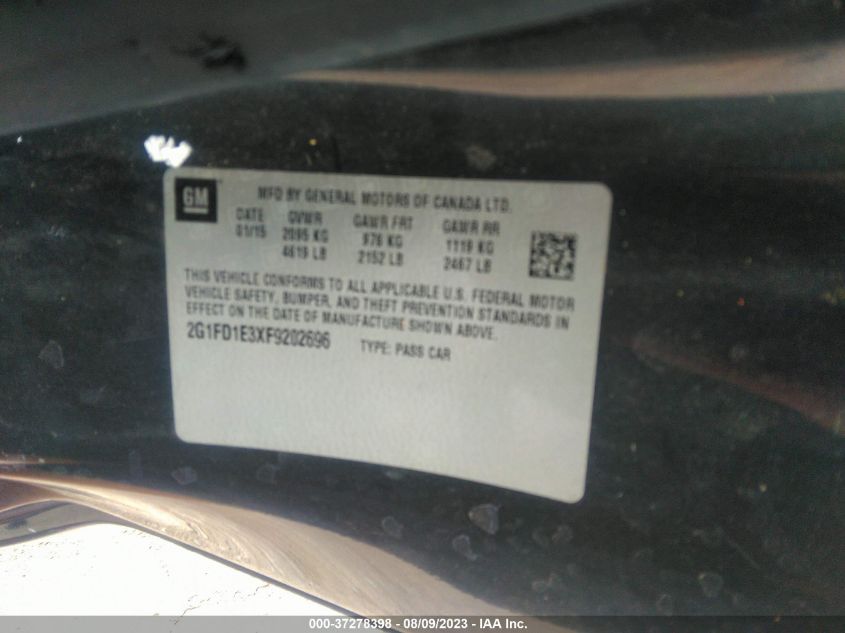 GM
MFD BY GENERAL MOTORS OF CANADA LTD.
DATE GVWR GAWR FRT GAWR RR
01/15 2095 KG 976 KG 1119 KG
4619 LB 2152 LB 2467 LB
THIS VEHICLE CONFORMS TO ALL APPLICABLE U.S. FEDERAL MOTOR
VEHICLE SAFETY, BUMPER, AND THEFT PREVENTION STANDARDS IN
EFFECT ON THE DATE OF MANUFACTURE SHOWN ABOVE.
2G1FD1E3XF9202696 TYPE: PASS CAR
000-37278398 - 08/09/2023 - IAA Inc.